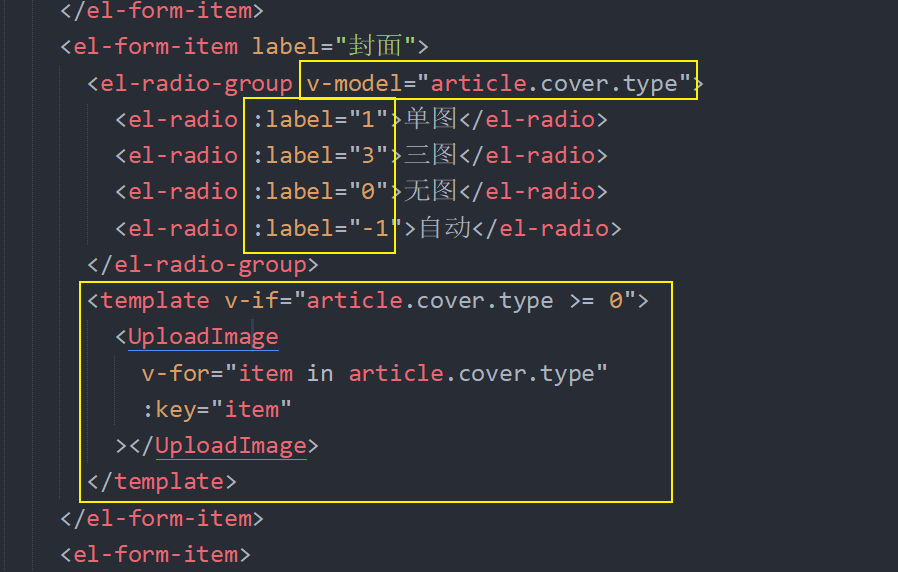 </el-form-item>
<el-form-item label="封面">
<el-radio-group v-model="article.cover.type">
<el-radio :label="1">单图</el-radio>
<el-radio :label="3">三图</el-radio>
<el-radio :label="0">无图</el-radio>
<el-radio :label="-1">自动</el-radio>
</el-radio-group>
<template v-if="article.cover.type >= 0">
<UploadImage
v-for="item in article.cover.type"
:key="item"
></UploadImage>
</template>
</el-form-item>
<el-form-item>